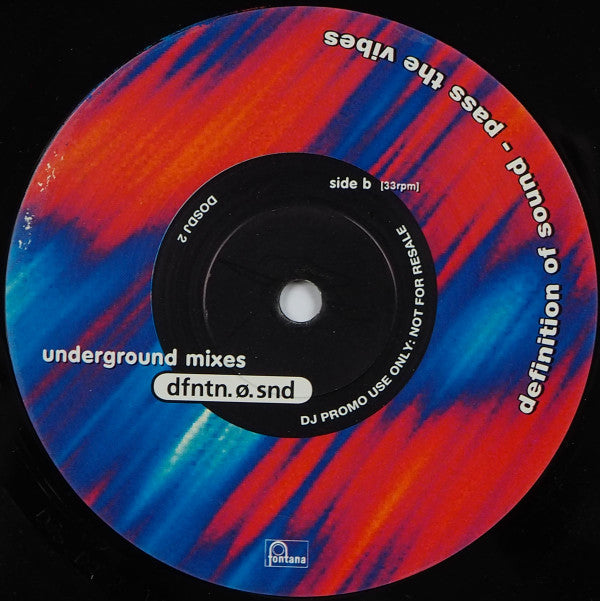 definition of sound - pass the vibes
side b [33rpm]
DOSDJ 2
DJ PROMO USE ONLY: NOT FOR RESALE
underground mixes
dfntn.ø.snd
fontana